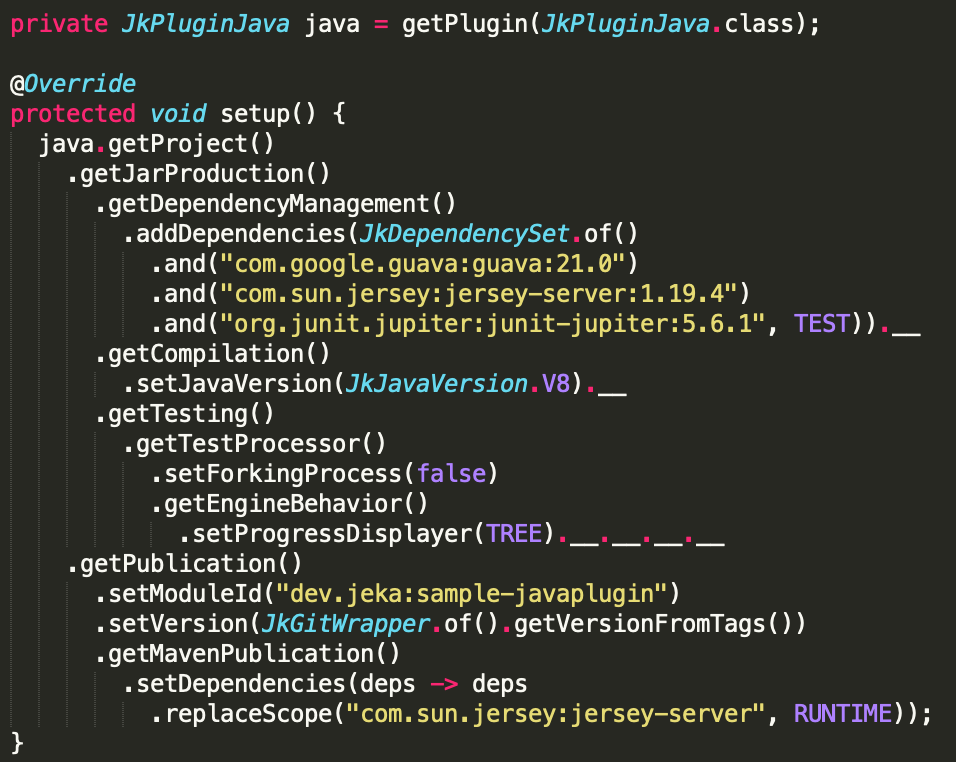 private JkPluginJava java = getPlugin(JkPluginJava.class);

@Override
protected void setup() {
  java.getProject()
    .getJarProduction()
      .getDependencyManagement()
        .addDependencies(JkDependencySet.of()
          .and("com.google.guava:guava:21.0")
          .and("com.sun.jersey:jersey-server:1.19.4")
          .and("org.junit.jupiter:junit-jupiter:5.6.1", TEST)).__
      .getCompilation()
        .setJavaVersion(JkJavaVersion.V8).__
      .getTesting()
        .getTestProcessor()
          .setForkingProcess(false)
          .getEngineBehavior()
            .setProgressDisplayer(TREE).__.__.__.__
    .getPublication()
      .setModuleId("dev.jeka:sample-javaplugin")
      .setVersion(JkGitWrapper.of().getVersionFromTags())
      .getMavenPublication()
        .setDependencies(deps -> deps
          .replaceScope("com.sun.jersey:jersey-server", RUNTIME));
}